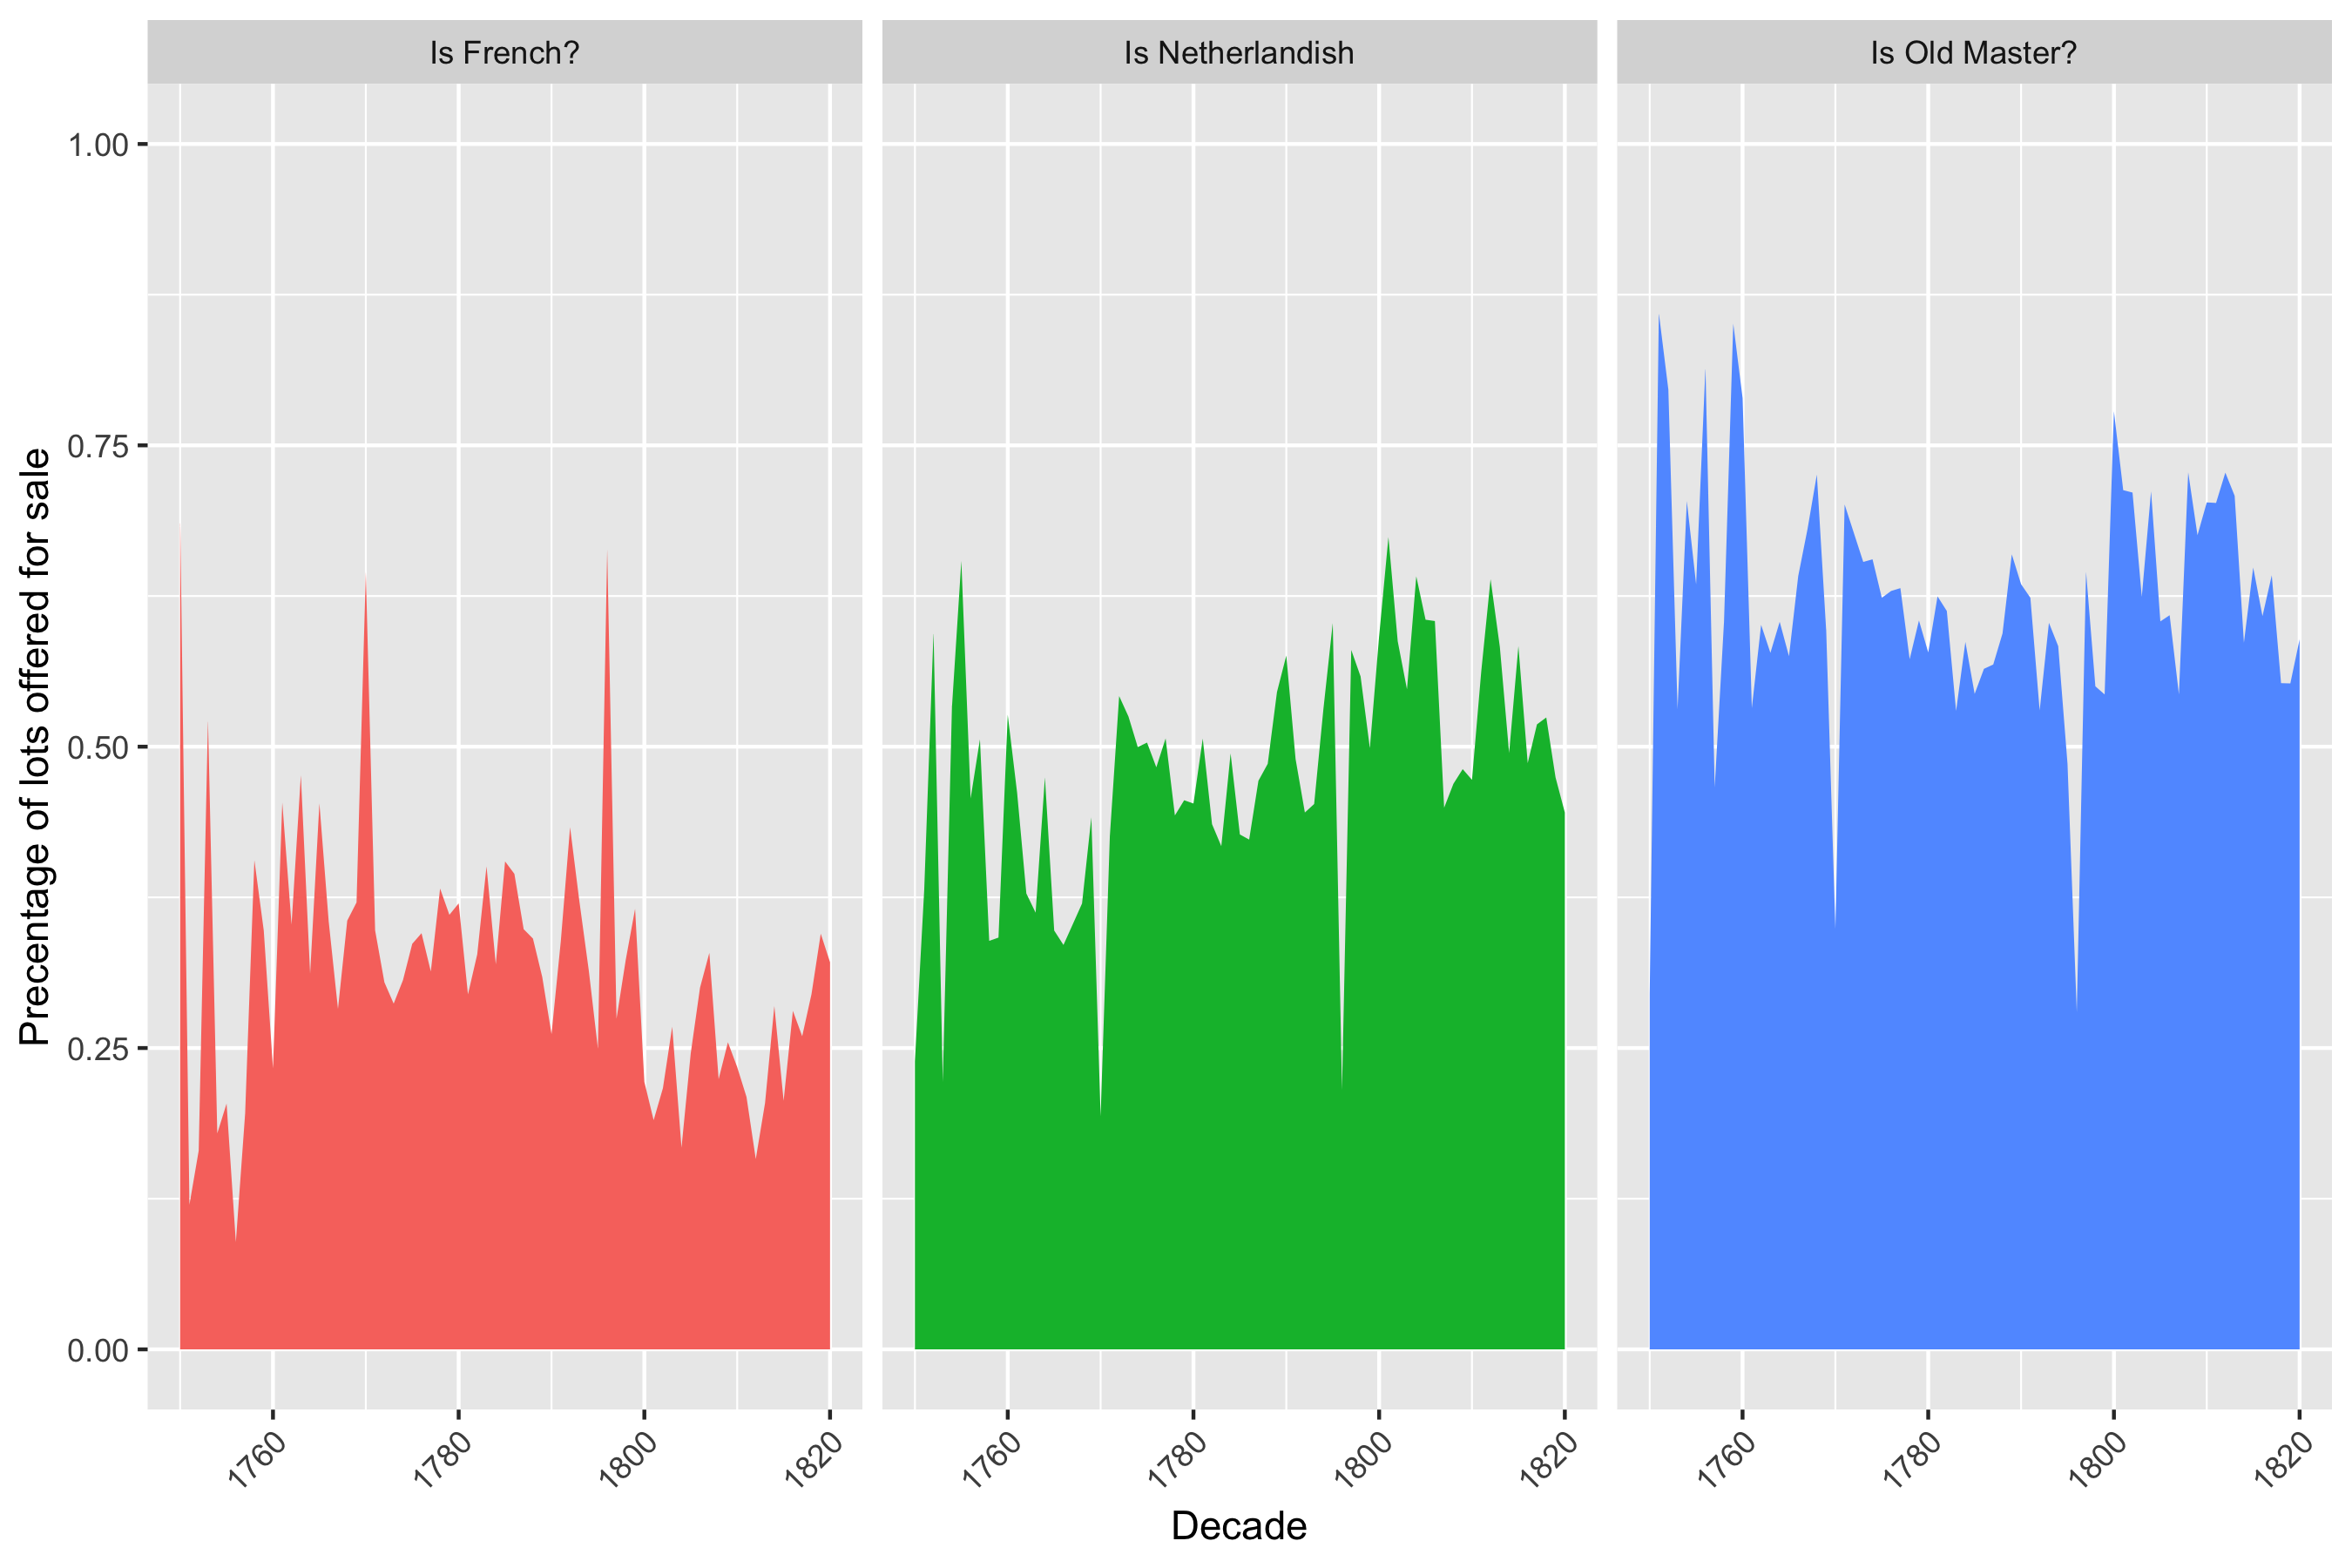 Is French?
Is Netherlandish
Is Old Master?
Precentage of lots offered for sale
1.00
0.75
0.50
0.25
0.00
1760 1780 1800 1820
1760 1780 1800 1820
1760 1780 1800 1820
Decade